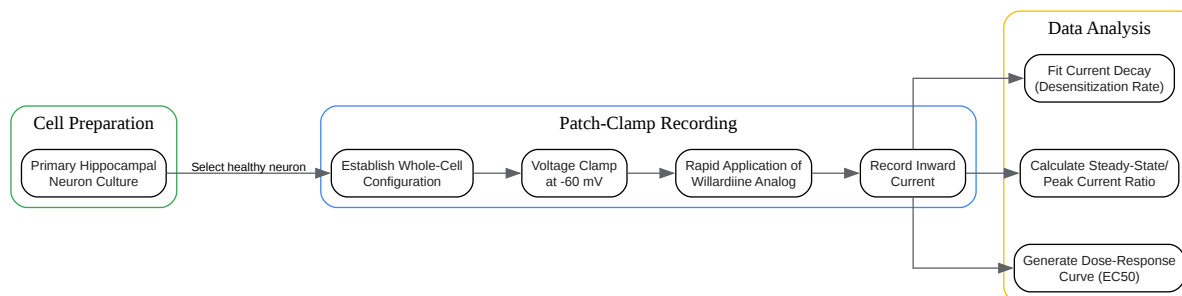 Cell Preparation
Primary Hippocampal
Neuron Culture
Select healthy neuron
Patch-Clamp Recording
Establish Whole-Cell
Configuration
Voltage Clamp
at -60 mV
Rapid Application of
Willardiine Analog
Record Inward
Current
Data Analysis
Fit Current Decay
(Desensitization Rate)
Calculate Steady-State/
Peak Current Ratio
Generate Dose-Response
Curve (EC50)